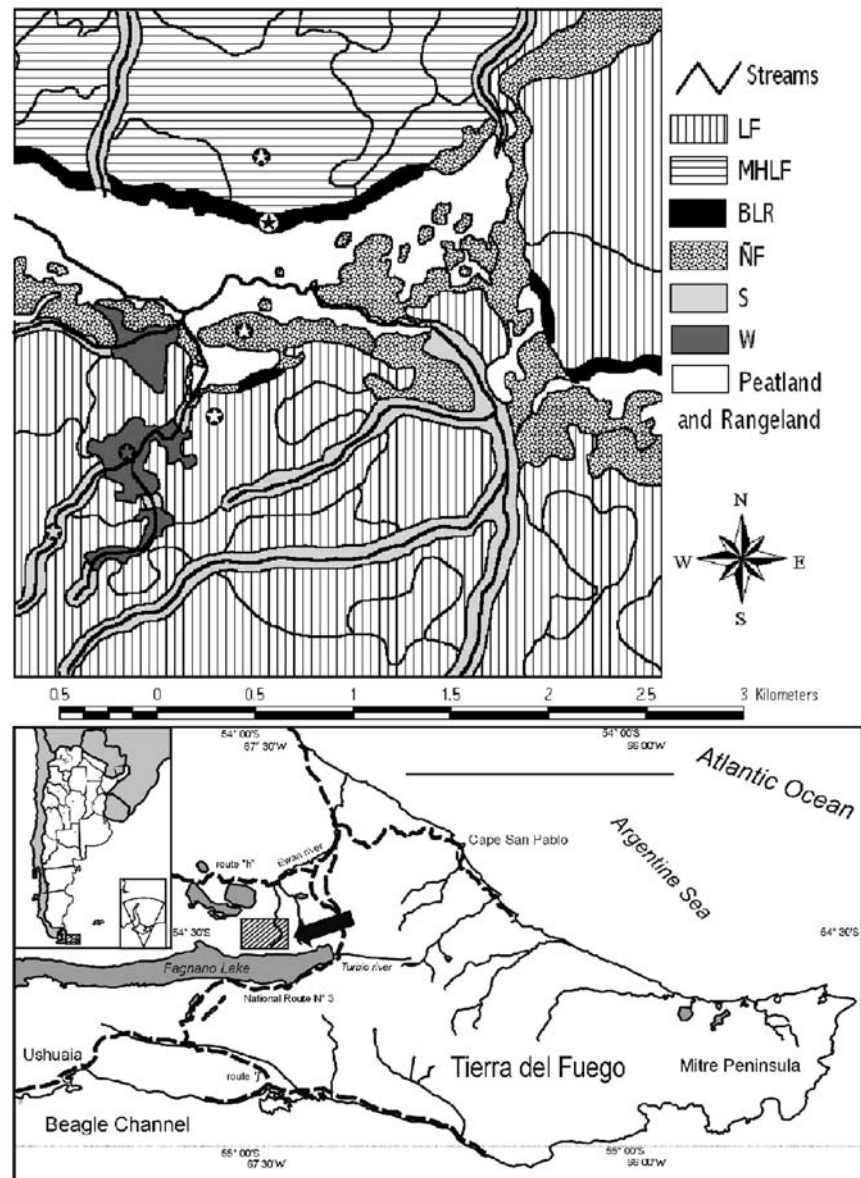 Streams
LF
MHLF
BLR
ÑF
S
W
Peatland
and Rangeland
N
W
E
S
0.5 0 0.5 1 1.5 2 2.5 3 Kilometers
54° 00'S
67° 30'W
54° 00'S
66° 00'W
Atlantic Ocean
Argentine Sea
Cape San Pablo
Ewan river
route "h"
54° 30'S
54° 30'S
Fagnano Lake
Turbio river
National Route N° 3
Ushuaia
route "j"
Tierra del Fuego
Mitre Peninsula
Beagle Channel
55° 00'S
67° 30'W
55° 00'S
66° 00'W